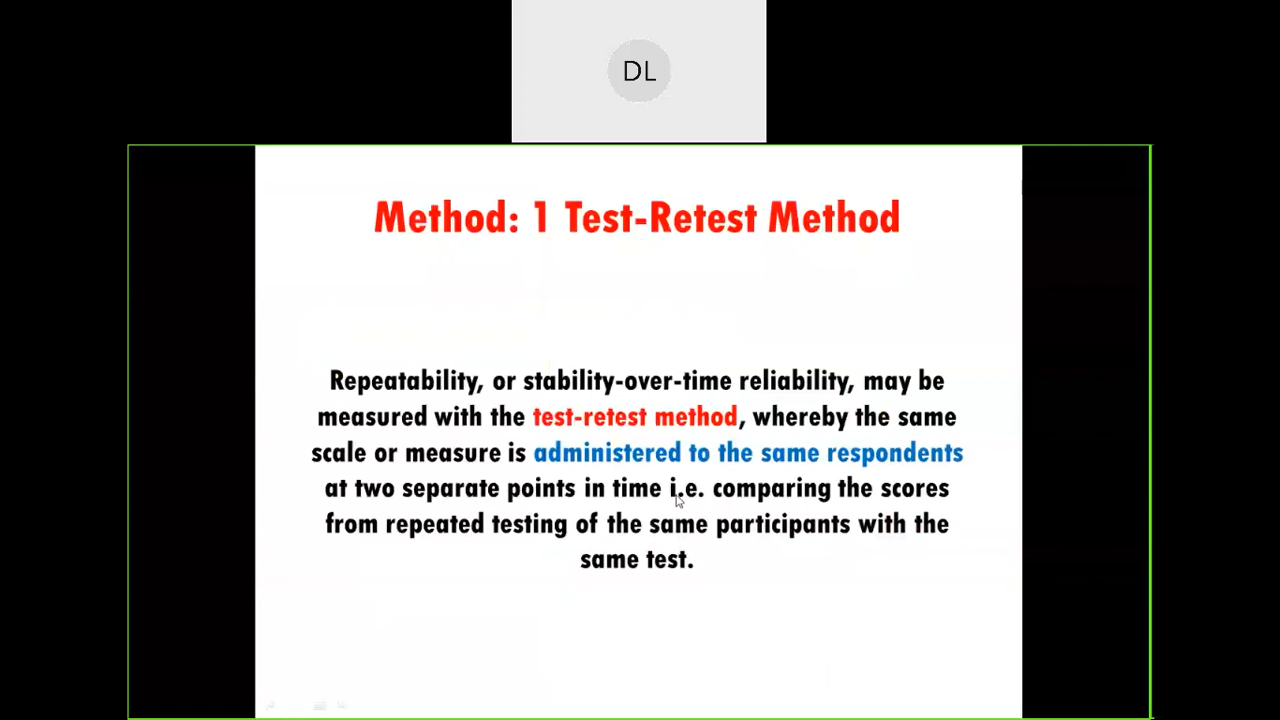 DL
Method: 1 Test-Retest Method
Repeatability, or stability-over-time reliability, may be
measured with the test-retest method, whereby the same
scale or measure is administered to the same respondents
at two separate points in time i.e. comparing the scores
from repeated testing of the same participants with the
same test.